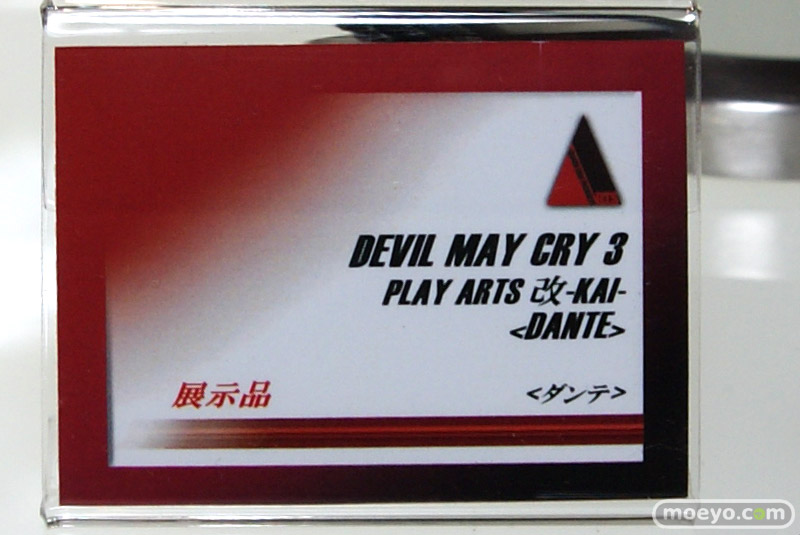 DEVIL MAY CRY 3
PLAY ARTS 改-KAI-
<DANTE>
展示品
<ダンテ>
moeyo.com